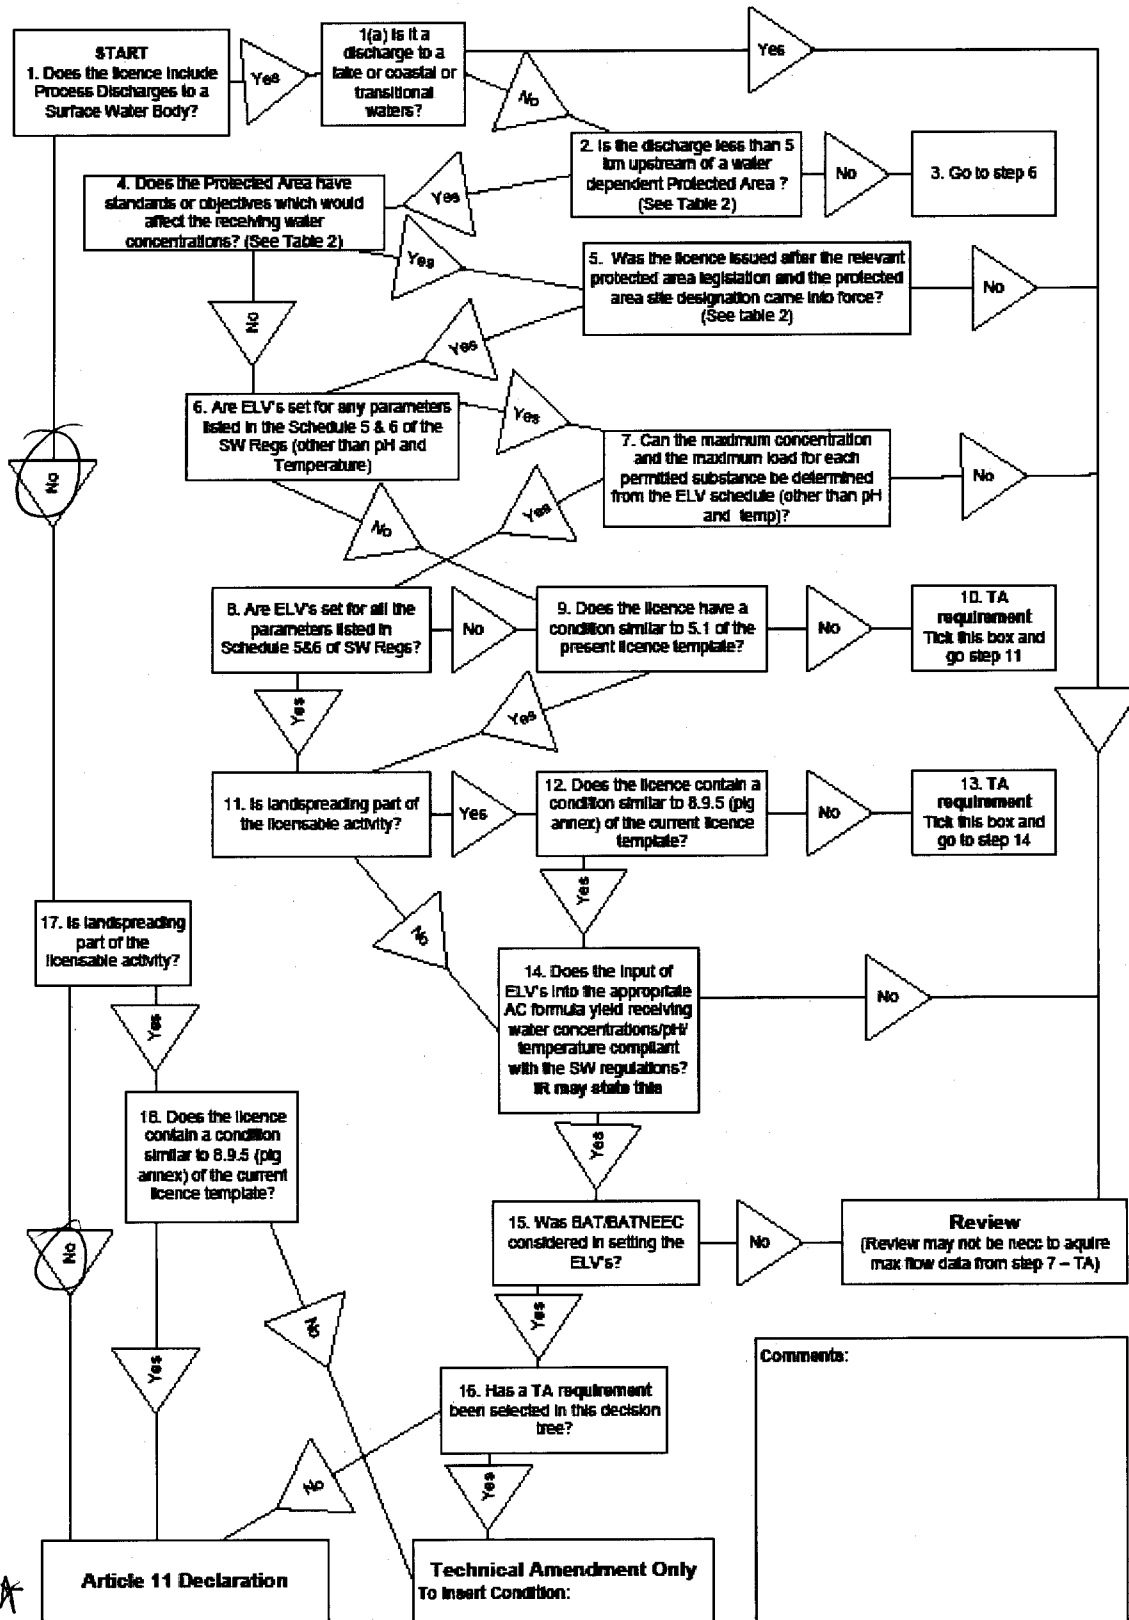 START
1. Does the licence include
Process Discharges to a
Surface Water Body?
Yes
1(a) Is it a
discharge to a
lake or coastal or
transitional
waters?
Yes
No
2. Is the discharge less than 5
km upstream of a water
dependent Protected Area ?
(See Table 2)
No
3. Go to step 6
Yes
4. Does the Protected Area have
standards or objectives which would
affect the receiving water
concentrations? (See Table 2)
Yes
5. Was the licence issued after the relevant
protected area legislation and the protected
area site designation came into force?
(See table 2)
No
No
Yes
6. Are ELV's set for any parameters
listed in the Schedule 5 & 6 of the
SW Regs (other than pH and
Temperature)
Yes
7. Can the maximum concentration
and the maximum load for each
permitted substance be determined
from the ELV schedule (other than pH
and temp)?
No
No
No
Yes
8. Are ELV's set for all the
parameters listed in
Schedule 5&6 of SW Regs?
No
9. Does the licence have a
condition similar to 5.1 of the
present licence template?
No
10. TA
requirement
Tick this box and
go step 11
Yes
Yes
11. Is landspreading part of
the licensable activity?
Yes
12. Does the licence contain a
condition similar to 8.9.5 (pig
annex) of the current licence
template?
No
13. TA
requirement
Tick this box and
go to step 14
No
Yes
17. Is landspreading
part of the
licensable activity?
14. Does the input of
ELV's into the appropriate
AC formula yield receiving
water concentrations/pH/
temperature compliant
with the SW regulations?
IR may state this
No
Yes
18. Does the licence
contain a condition
similar to 8.9.5 (pig
annex) of the current
licence template?
Yes
No
15. Was BAT/BATNEEC
considered in setting the
ELV's?
No
Review
(Review may not be necc to aquire
max flow data from step 7 – TA)
No
Yes
Yes
16. Has a TA requirement
been selected in this decision
tree?
Comments:
No
Yes
Article 11 Declaration
Technical Amendment Only
To Insert Condition: